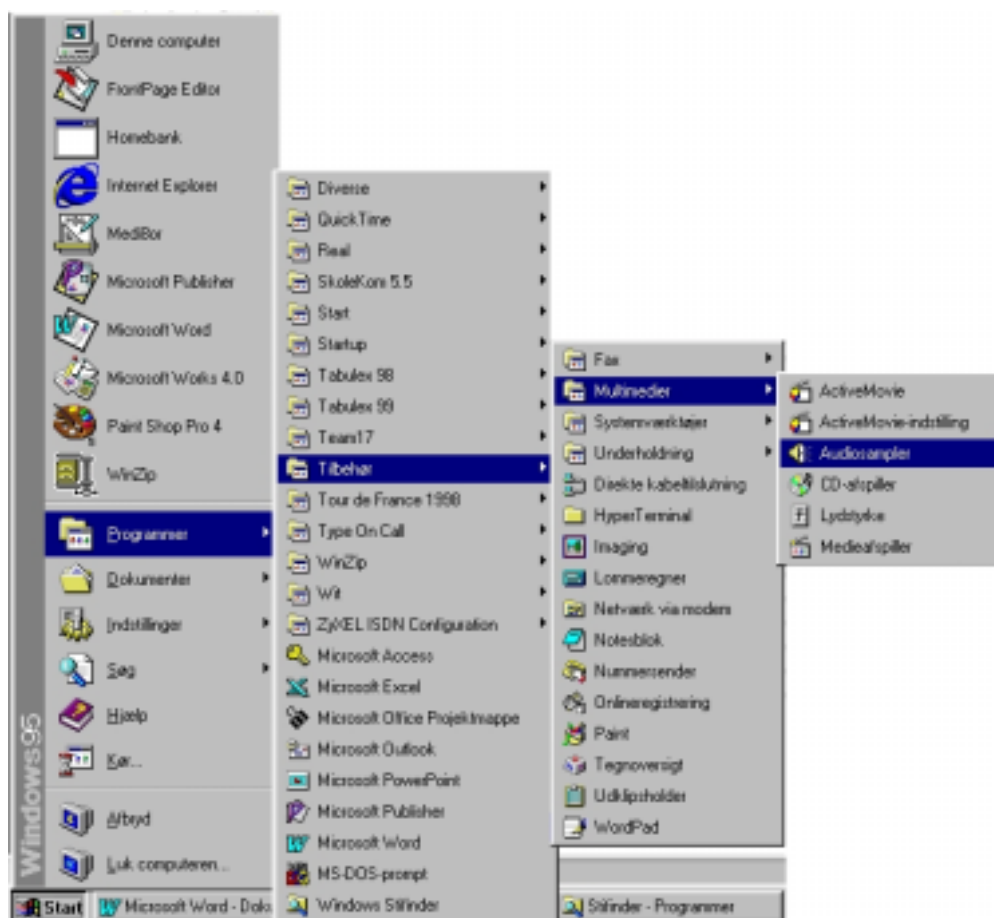 Denne computer
FrontPage Editor
Homebank
Internet Explorer
MediBor
Microsoft Publisher
Microsoft Word
Microsoft Works 4.0
Paint Shop Pro 4
WinZip
Programmer
Dokumenter
Indstillinger
Søg
Hjælp
Kør...
Afbryd
Luk computeren...
Windows95
Diverse
QuickTime
Real
SkoleKom 5.5
Start
Startup
Tabulex 98
Tabulex 99
Team17
Tilbehør
Tour de France 1998
Type On Call
WinZip
Wit
ZyXEL ISDN Configuration
Microsoft Access
Microsoft Excel
Microsoft Office Projektmappe
Microsoft Outlook
Microsoft PowerPoint
Microsoft Publisher
Microsoft Word
MS-DOS-prompt
Windows Stifinder
Fax
Multimedier
Systemværktøjer
Underholdning
Direkte kabeltilslutning
HyperTerminal
Imaging
Lommeregner
Netværk via modem
Notesblok
Nummersender
Onlineregistrering
Paint
Tegnoversigt
Udklipsholder
WordPad
ActiveMovie
ActiveMovie-indstilling
Audiosampler
CD-afspiller
Lydstyrke
Medieafspiller
Start
Microsoft Word - Doku
Stifinder - Programmer